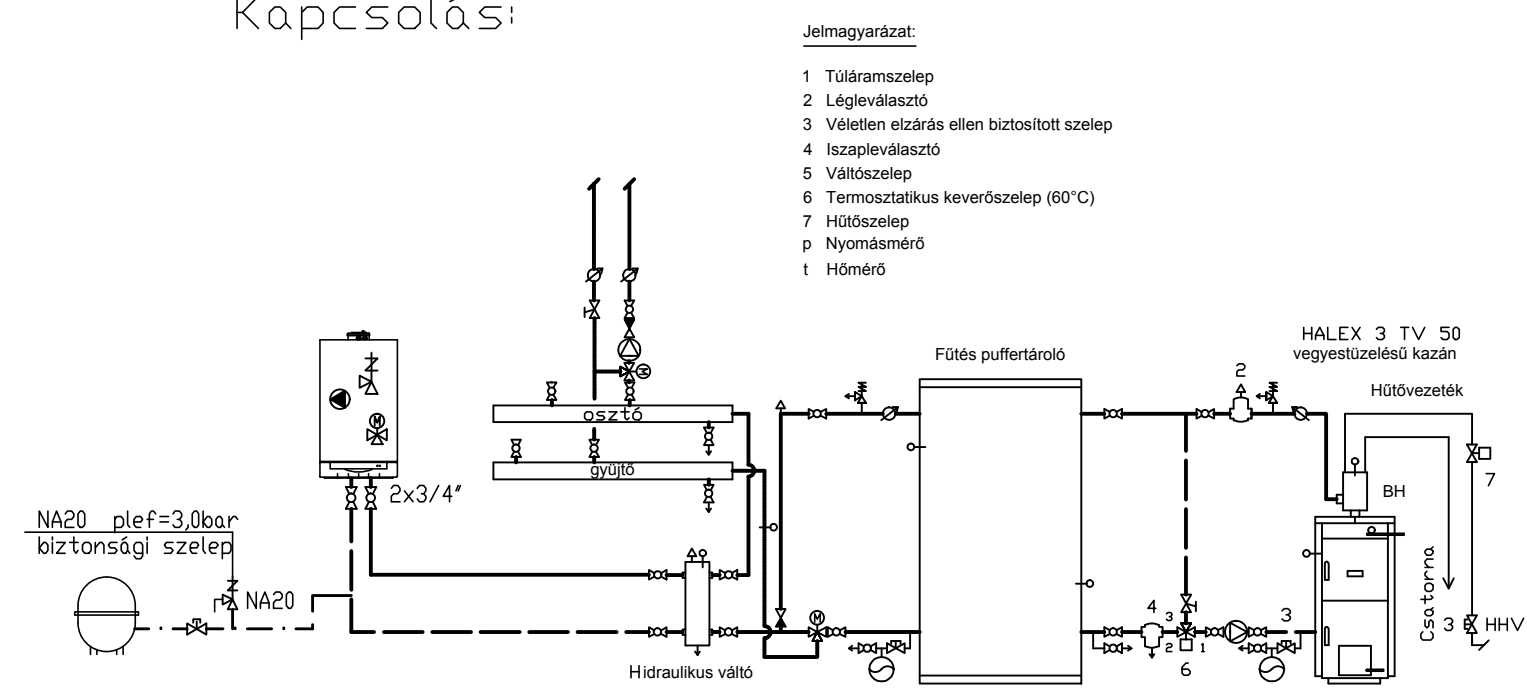 Kapcsolás:
Jelmagyarázat:
1 Túláramszelep
2 Légleválasztó
3 Véletlen elzárás ellen biztosított szelep
4 Iszapleválasztó
5 Váltószelep
6 Termosztatikus keverőszelep (60°C)
7 Hűtőszelep
p Nyomásmérő
t Hőmérő
HALEX 3 TV 50
vegyestüzelésű kazán
Fűtés puffertároló
Hűtővezeték
2
M
osztó
M
gyüjtő
7
2x3/4"
BH
NA20 plef=3,0bar
biztonsági szelep
NA20
Csatorna
M
4
3
3
3
HHV
2
1
6
Hidraulikus váltó